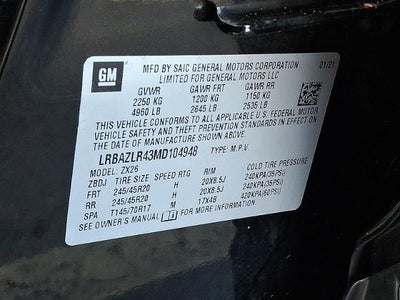 GM
MFD BY SAIC GENERAL MOTORS CORPORATION 01/21
LIMITED FOR GENERAL MOTORS LLC
GVWR GAWR FRT GAWR RR
2250 KG 1200 KG 1150 KG
4960 LB 2645 LB 2535 LB
THIS VEHICLE CONFORMS TO ALL APPLICABLE U.S. FEDERAL MOTOR
VEHICLE SAFETY AND THEFT PREVENTION STANDARDS IN EFFECT ON
THE DATE OF MANUFACTURE SHOWN ABOVE.
LRBAZLR43MD104948 TYPE: M.P.V.
MODEL: ZX26
ZBDJ TIRE SIZE SPEED RTG RIM COLD TIRE PRESSURE
FRT 245/45R20 H 20X8.5J 240KPA(35PSI)
RR 245/45R20 H 20X8.5J 240KPA(35PSI)
SPA T145/70R17 M 17X4B 420KPA(60PSI)
SEE OWNER'S MANUAL FOR MORE INFORMATION.